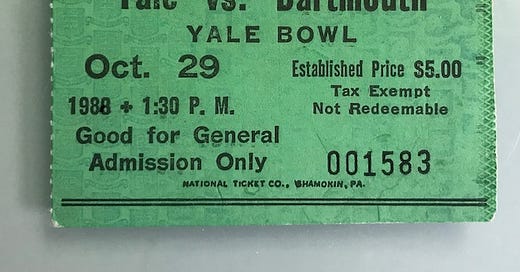 Yale vs. Dartmouth
YALE BOWL
Oct. 29
Established Price $5.00
Tax Exempt
Not Redeemable
1988 + 1:30 P. M.
Good for General
Admission Only
001583
NATIONAL TICKET CO., SHAMOKIN, PA.